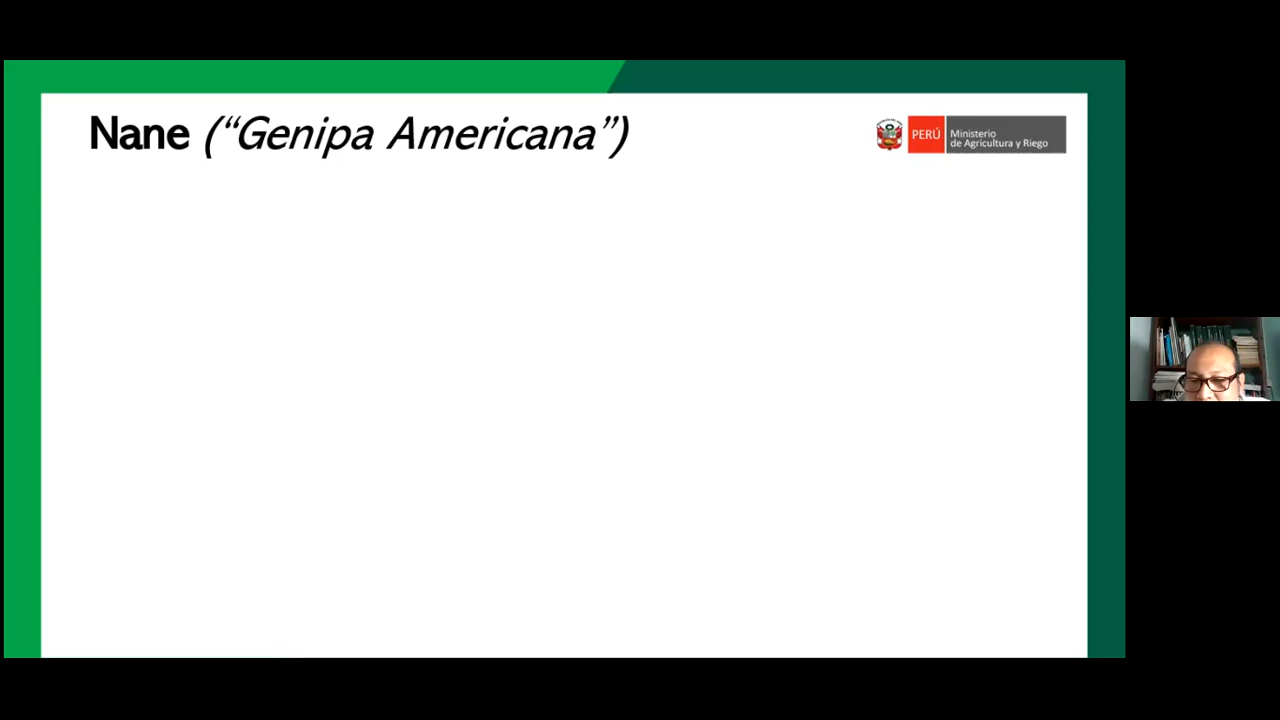 Nane (“Genipa Americana”)
PERÚ
Ministerio
de Agricultura y Riego